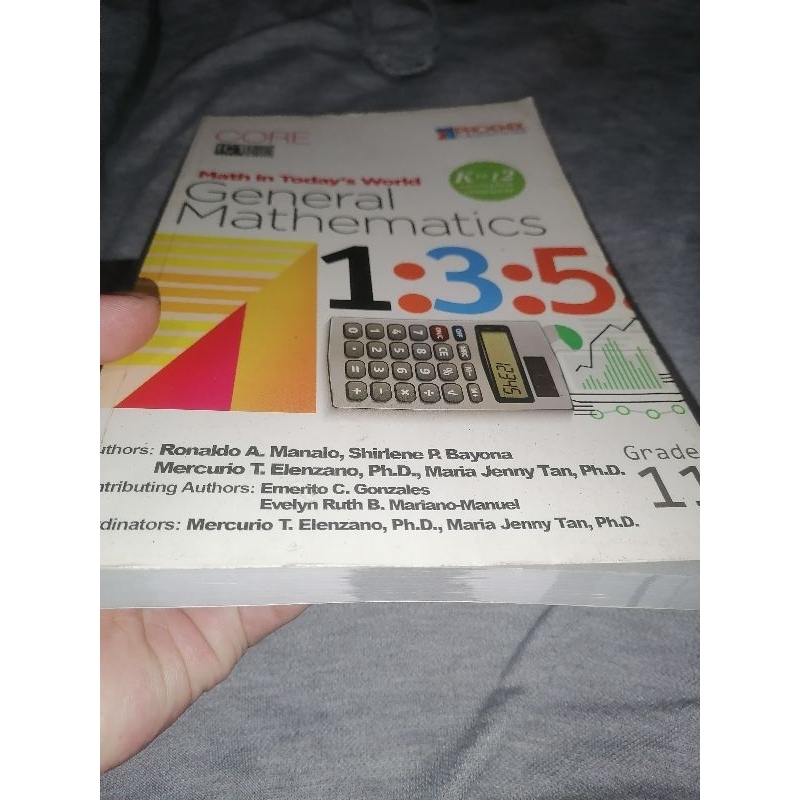 CORE
Math in Today's World
K to 12
General
Mathematics
1:3:5:
12345
uthors: Ronaldo A. Manalo, Shirlene P. Bayona
Mercurio T. Elenzano, Ph.D., Maria Jenny Tan, Ph.D.
ntributing Authors: Emerito C. Gonzales
Evelyn Ruth B. Mariano-Manuel
rdinators: Mercurio T. Elenzano, Ph.D., Maria Jenny Tan, Ph.D.
Grade
11